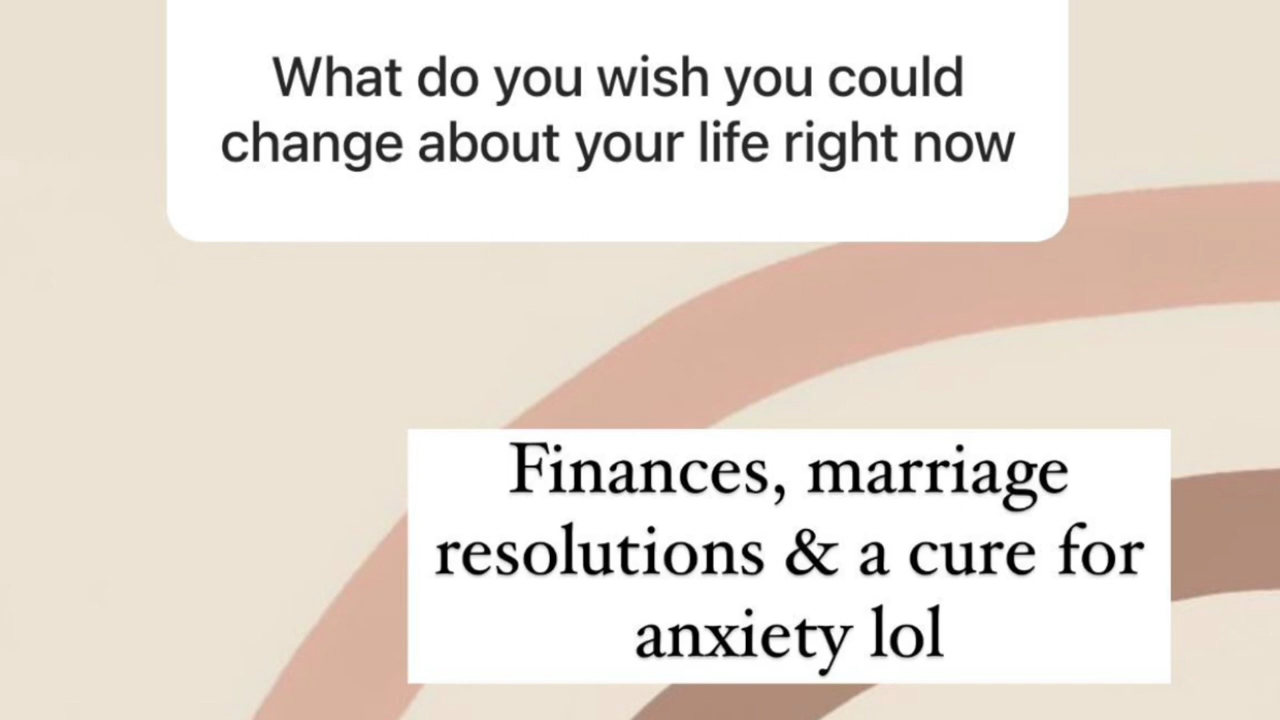 What do you wish you could
change about your life right now
Finances, marriage
resolutions & a cure for
anxiety lol